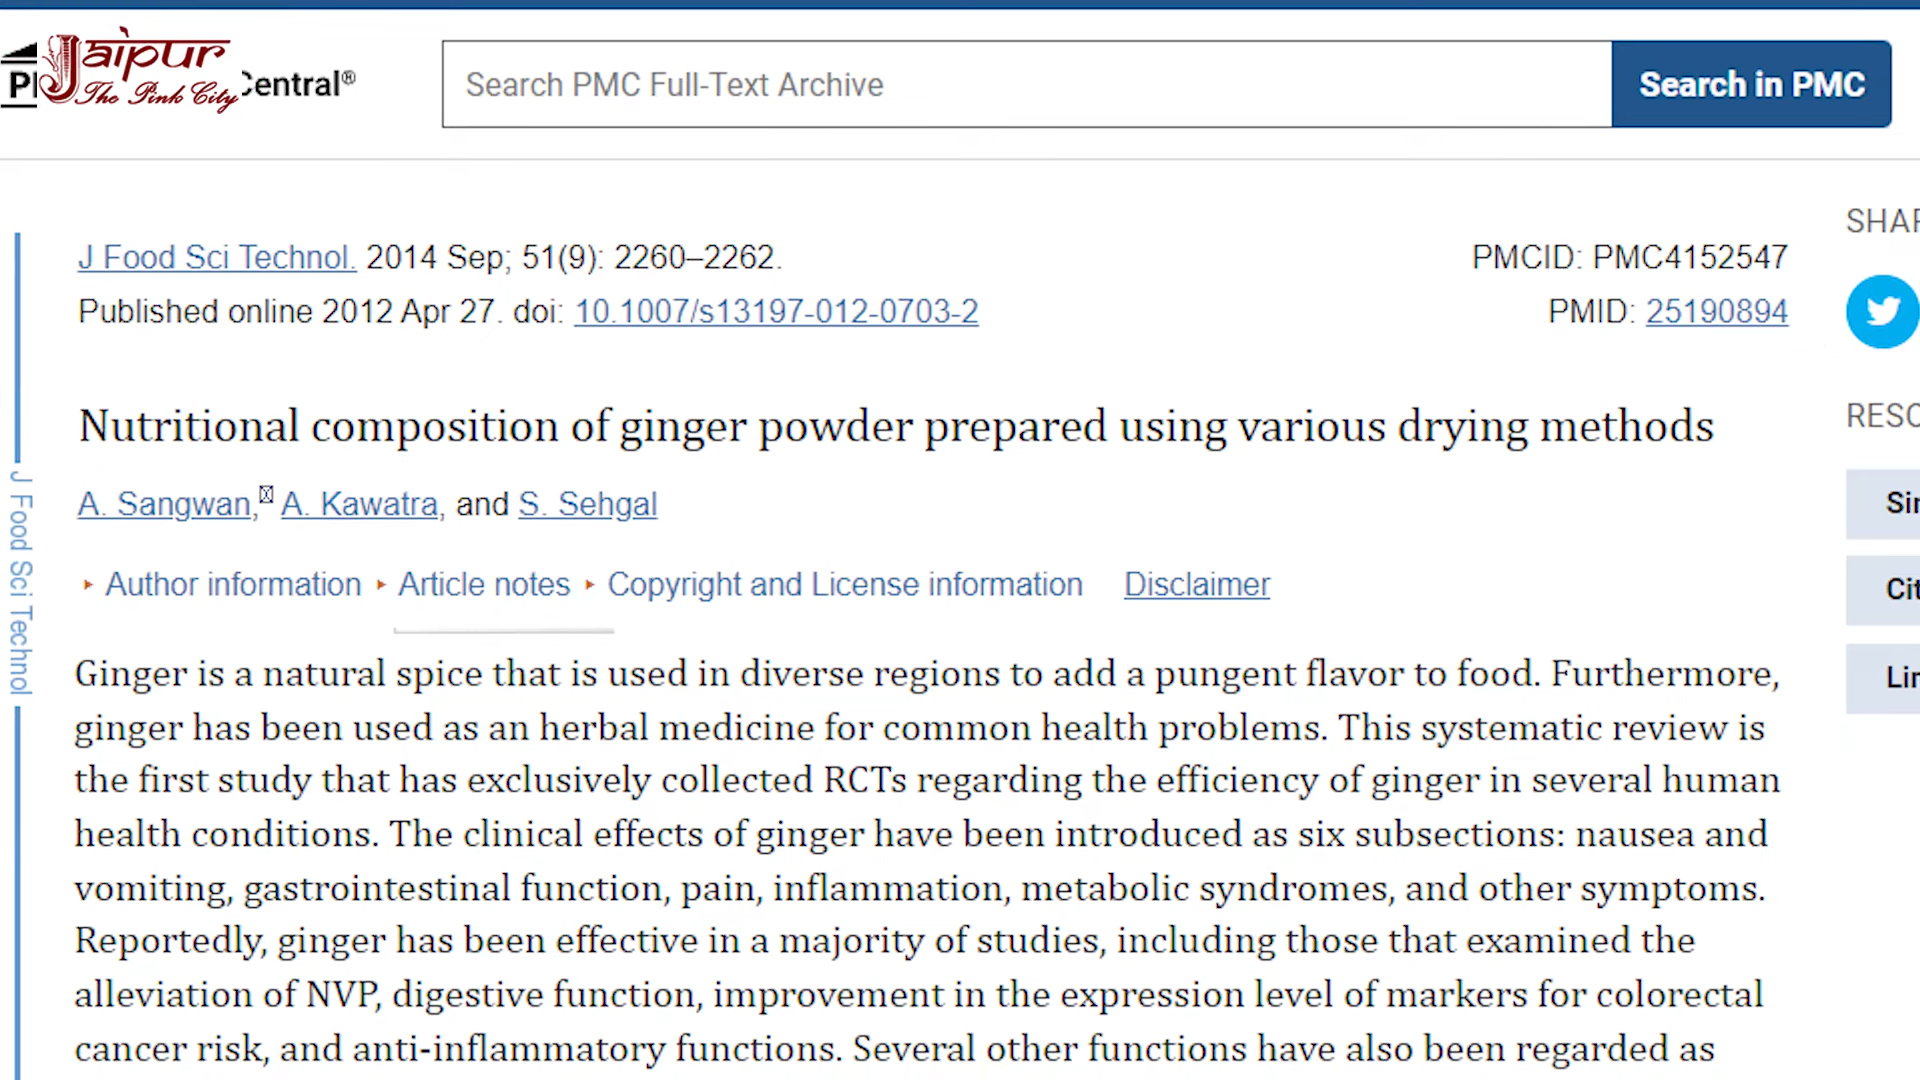 Jaipur
The Pink City
Central®
Search PMC Full-Text Archive
Search in PMC
J Food Sci Technol. 2014 Sep; 51(9): 2260–2262.
PMCID: PMC4152547
Published online 2012 Apr 27. doi: 10.1007/s13197-012-0703-2
PMID: 25190894
Nutritional composition of ginger powder prepared using various drying methods
A. Sangwan, A. Kawatra, and S. Sehgal
Author information Article notes Copyright and License information Disclaimer
Ginger is a natural spice that is used in diverse regions to add a pungent flavor to food. Furthermore,
ginger has been used as an herbal medicine for common health problems. This systematic review is
the first study that has exclusively collected RCTs regarding the efficiency of ginger in several human
health conditions. The clinical effects of ginger have been introduced as six subsections: nausea and
vomiting, gastrointestinal function, pain, inflammation, metabolic syndromes, and other symptoms.
Reportedly, ginger has been effective in a majority of studies, including those that examined the
alleviation of NVP, digestive function, improvement in the expression level of markers for colorectal
cancer risk, and anti-inflammatory functions. Several other functions have also been regarded as
J Food Sci Technol